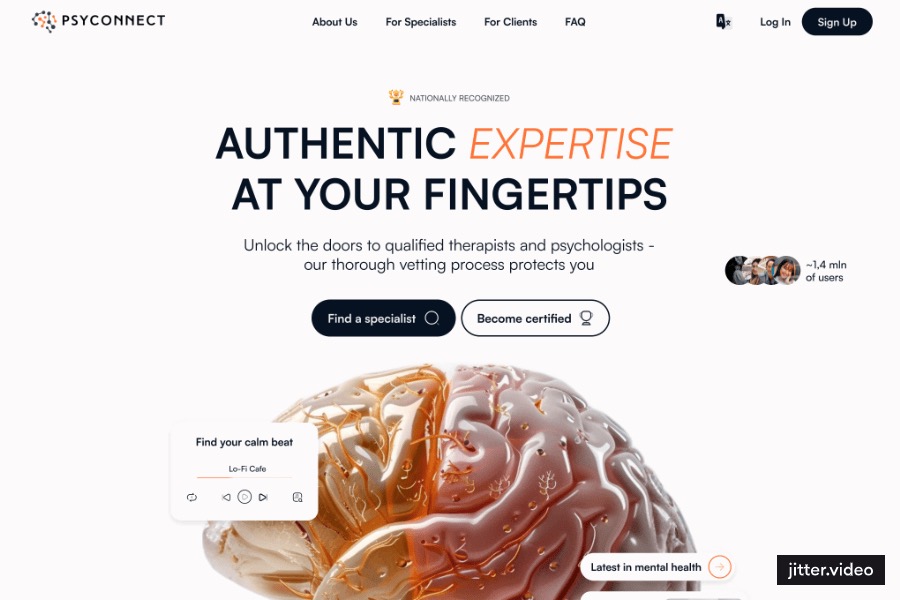 PSYCONNECT
About Us
For Specialists
For Clients
FAQ
A
Log In
Sign Up
NATIONALLY RECOGNIZED
AUTHENTIC EXPERTISE
AT YOUR FINGERTIPS
Unlock the doors to qualified therapists and psychologists -
our thorough vetting process protects you
~1,4 mln
of users
Find a specialist
Become certified
Find your calm beat
Lo-Fi Cafe
Latest in mental health
jitter.video